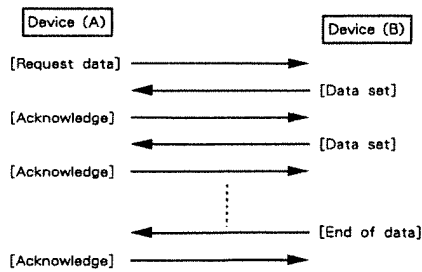 Device (A)
Device (B)
[Request data]
[Data set]
[Acknowledge]
[Data set]
[Acknowledge]
[End of data]
[Acknowledge]